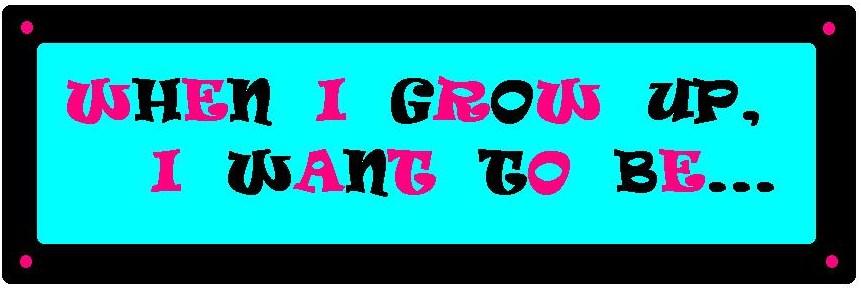 WHEN I GROW UP,
I WANT TO BE...